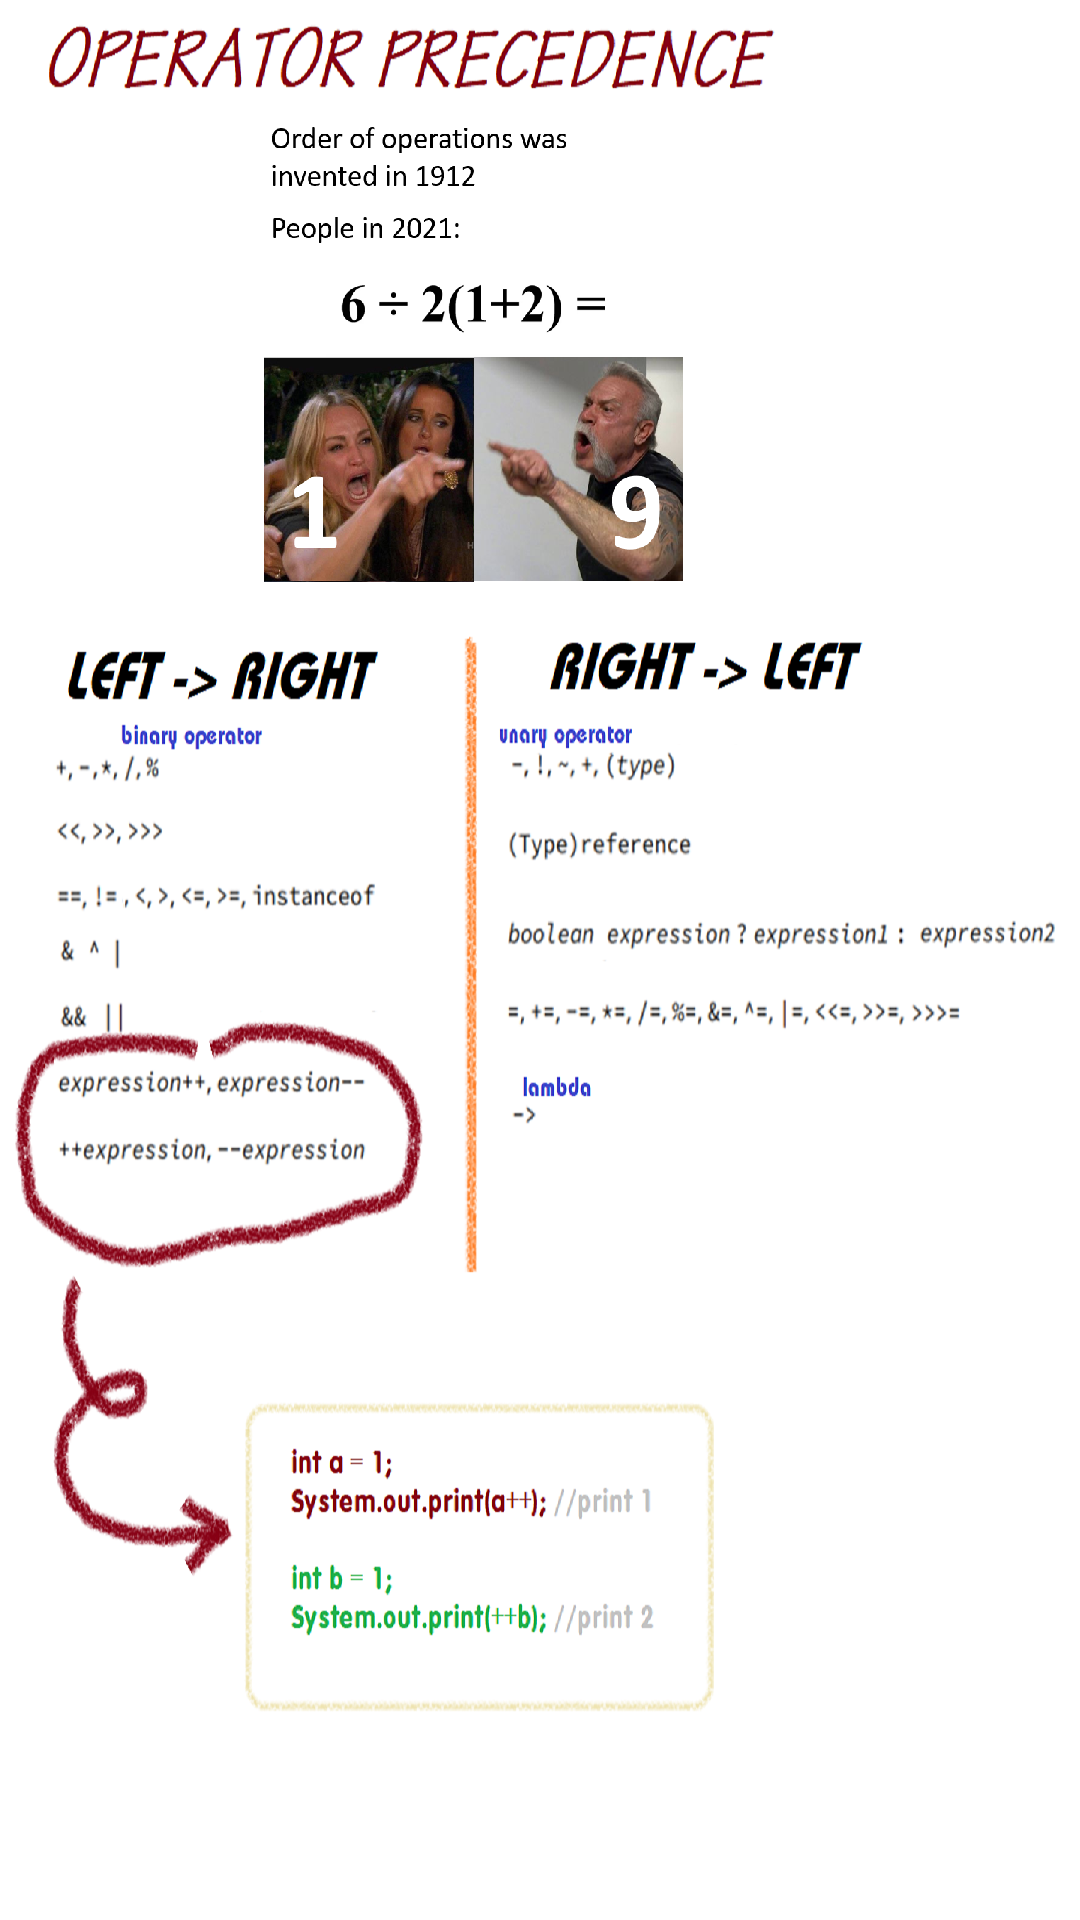 OPERATOR PRECEDENCE
Order of operations was
invented in 1912
People in 2021:
6 ÷ 2(1+2) =
1
9
LEFT -> RIGHT
binary operator
+, -, *, /, %
<<, >>, >>>
==, != , <, >, <=, >=, instanceof
& ^ |
&& ||
expression++, expression--
++expression, --expression
RIGHT -> LEFT
unary operator
-, !, ~, +, (type)
(Type)reference
boolean expression ? expression1 : expression2
=, +=, -=, *=, /=, %=, &=, ^=, |=, <<=, >>=, >>>=
lambda
->
int a = 1;
System.out.print(a++); //print 1
int b = 1;
System.out.print(++b); //print 2